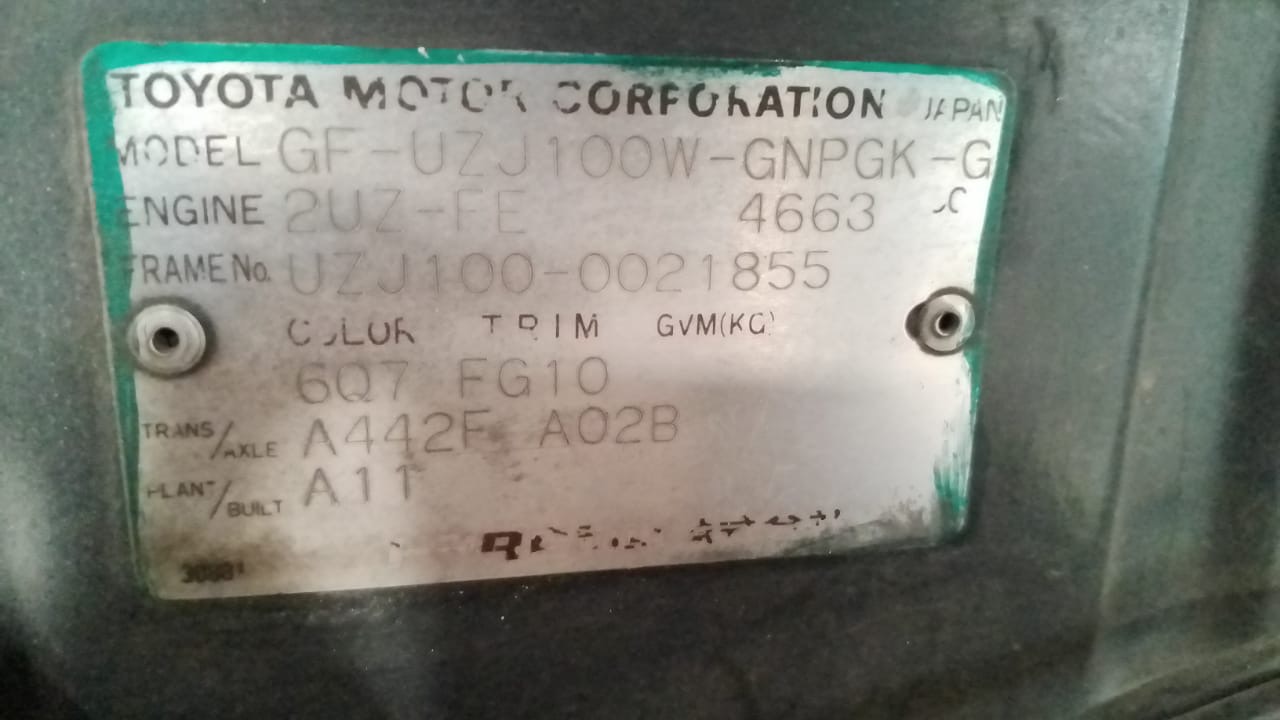 TOYOTA MOTOR CORPORATION JAPAN
MODEL GF-UZJ100W-GNPGK-G
ENGINE 2UZ-FE 4663 CC
FRAME No. UZJ100-0021855
COLOR TRIM GVM(KG)
6Q7 FG10
TRANS/AXLE A442F A02B
PLANT/BUILT A11